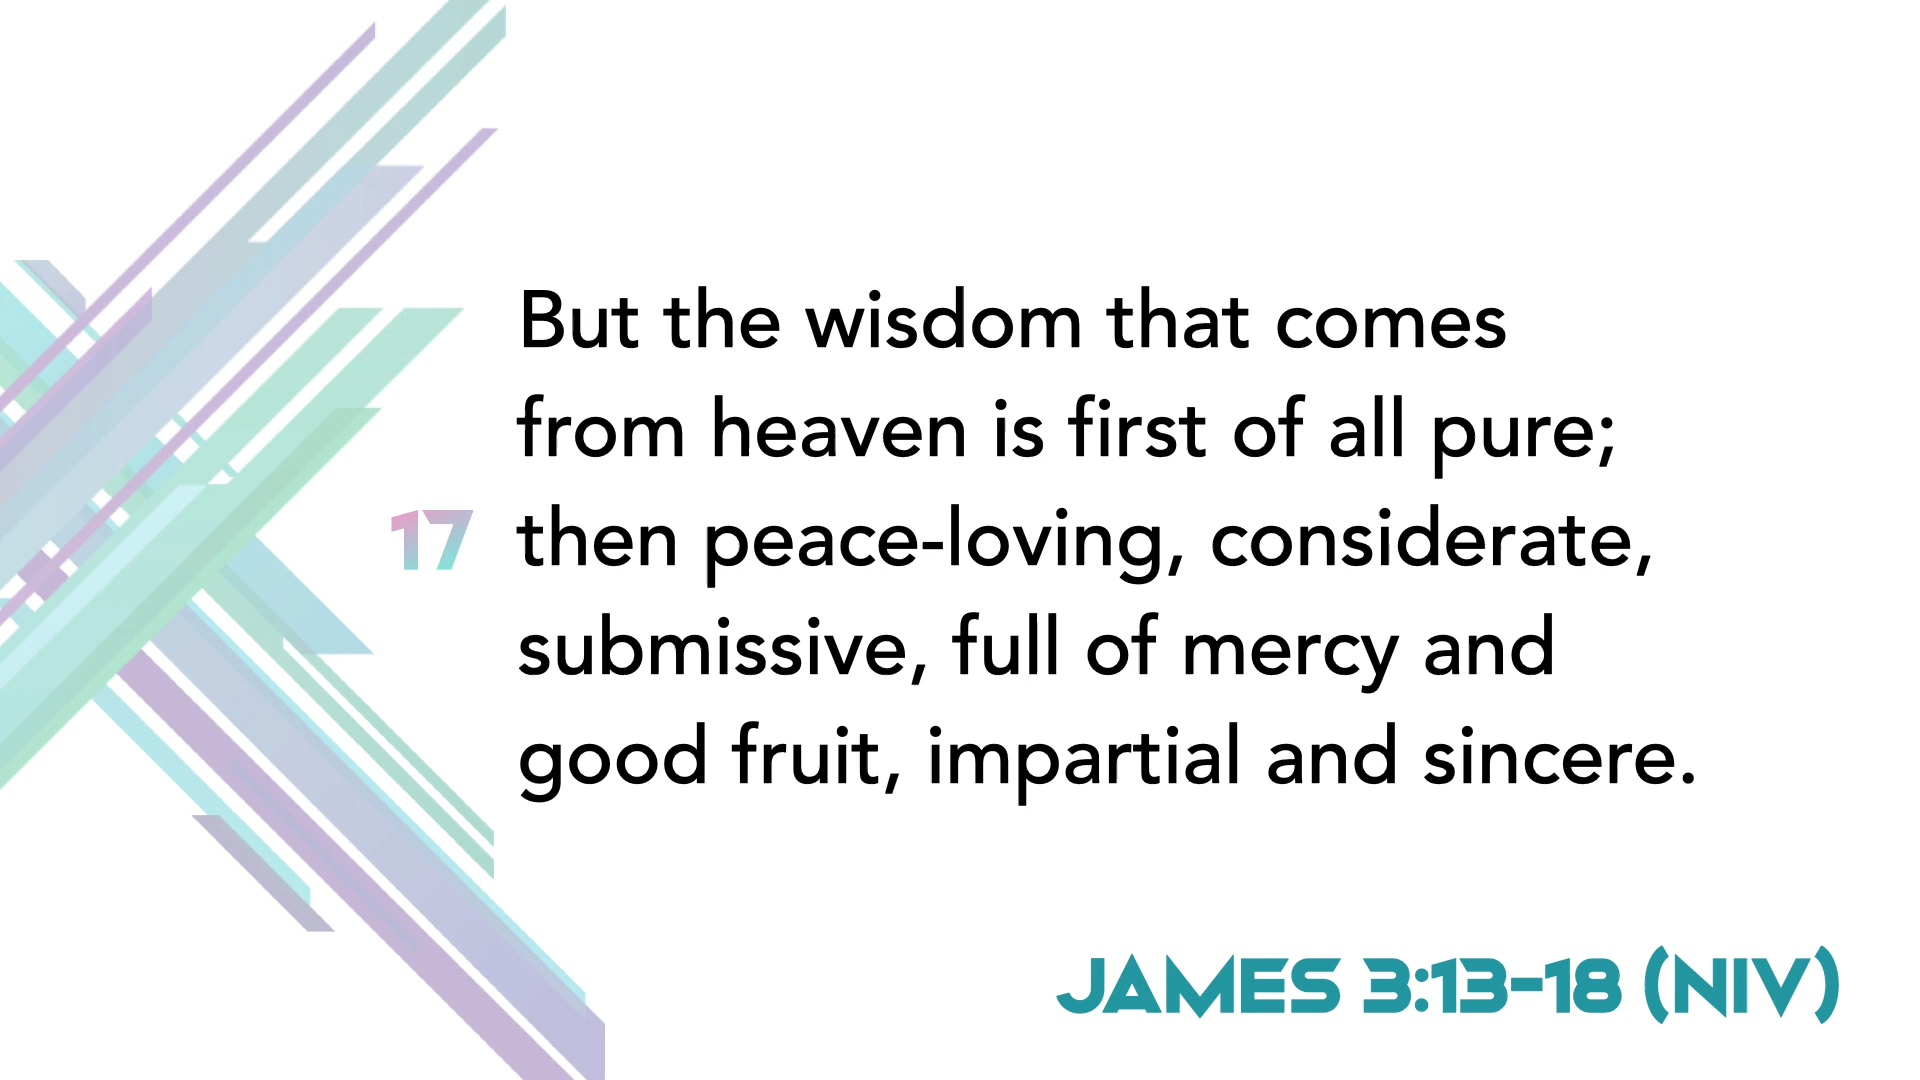 But the wisdom that comes
from heaven is first of all pure;
17 then peace-loving, considerate,
submissive, full of mercy and
good fruit, impartial and sincere.
JAMES 3:13-18 (NIV)